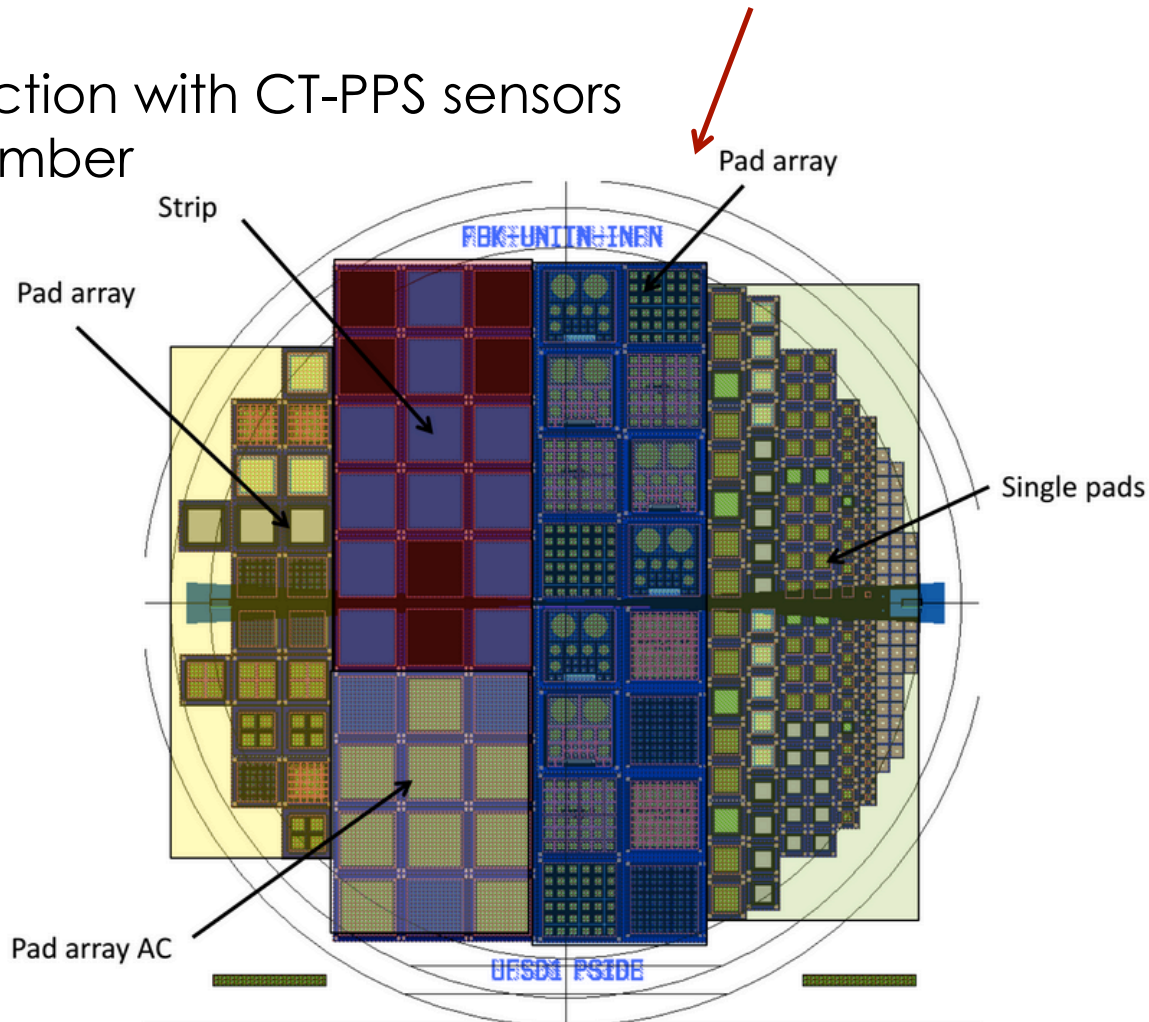 ction with CT-PPS sensors
mber
Pad array
Strip
FBK-UNITN-INFN
Pad array
Single pads
Pad array AC
UFSD1 PSIDE